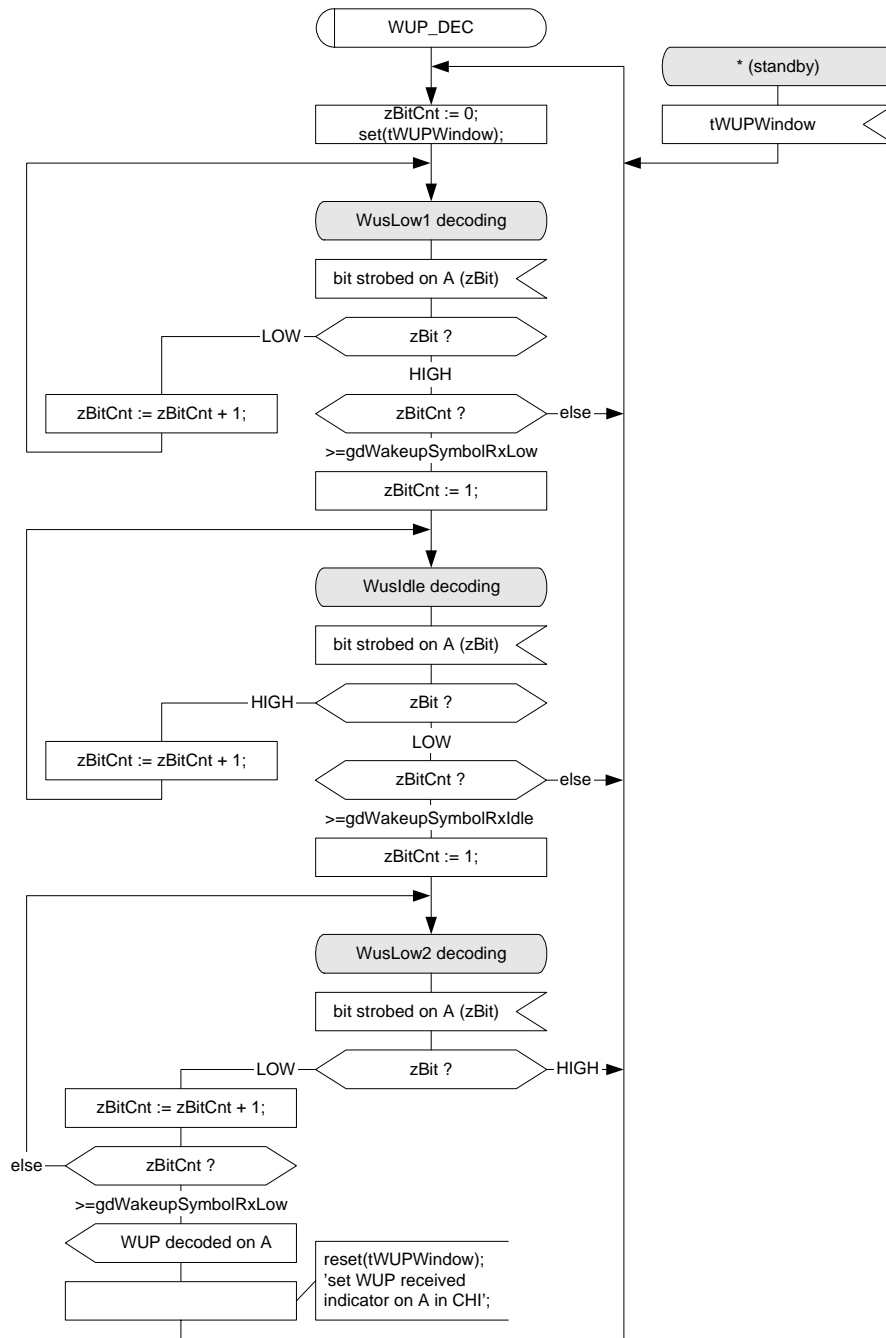 WUP_DEC
* (standby)
zBitCnt := 0;
set(tWUPWindow);
tWUPWindow
WusLow1 decoding
bit strobed on A (zBit)
LOW
zBit ?
HIGH
zBitCnt := zBitCnt + 1;
zBitCnt ?
else
>=gdWakeupSymbolRxLow
zBitCnt := 1;
WusIdle decoding
bit strobed on A (zBit)
HIGH
zBit ?
LOW
zBitCnt := zBitCnt + 1;
zBitCnt ?
else
>=gdWakeupSymbolRxIdle
zBitCnt := 1;
WusLow2 decoding
bit strobed on A (zBit)
LOW
zBit ?
HIGH
zBitCnt := zBitCnt + 1;
else
zBitCnt ?
>=gdWakeupSymbolRxLow
WUP decoded on A
reset(tWUPWindow);
'set WUP received
indicator on A in CHI';